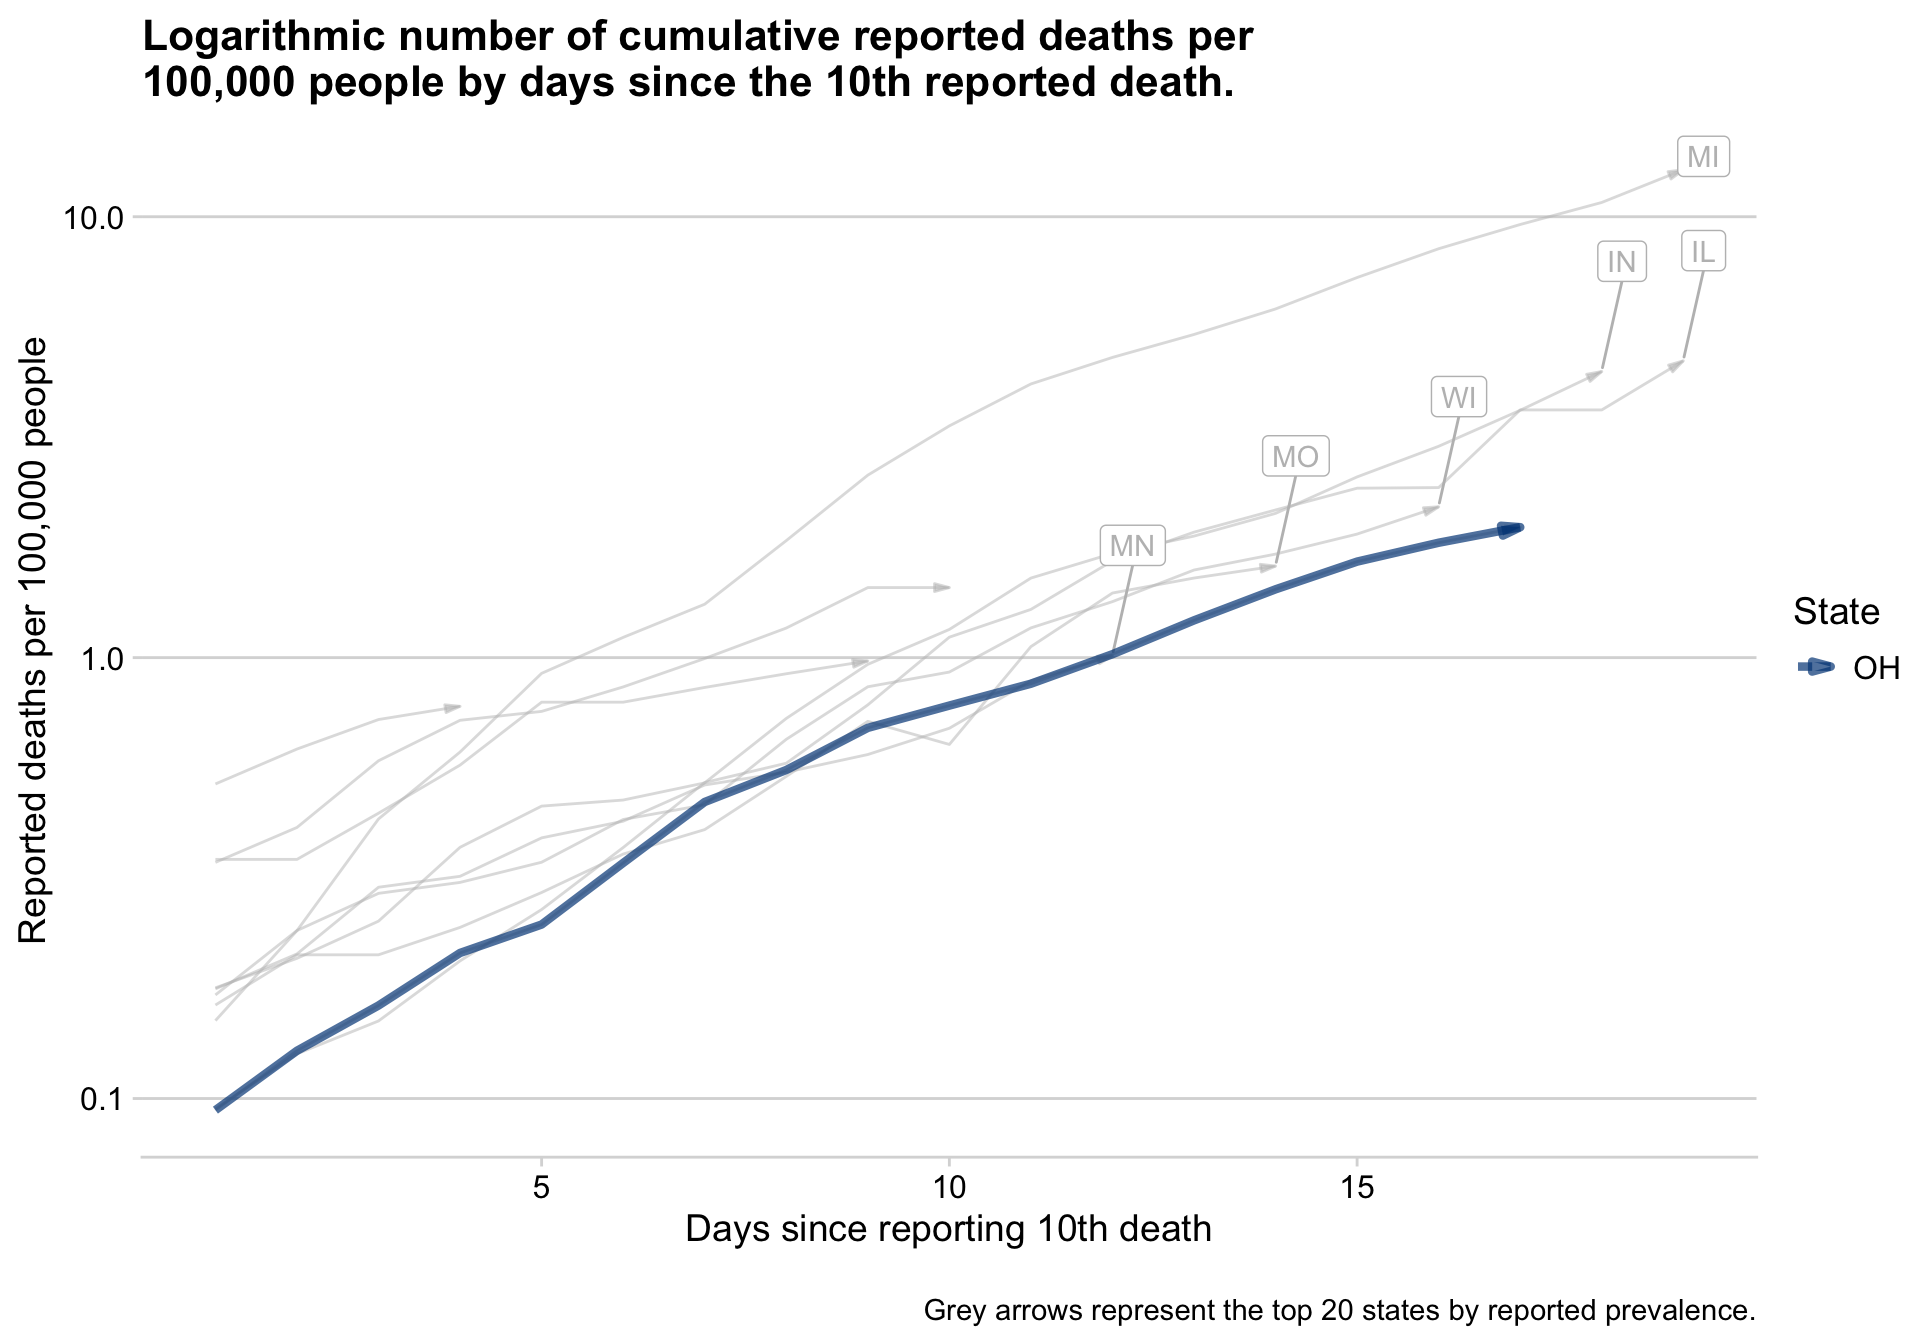 Logarithmic number of cumulative reported deaths per
100,000 people by days since the 10th reported death.
MI
10.0
IN
IL
WI
MO
MN
1.0
0.1
Reported deaths per 100,000 people
State
OH
5
10
15
Days since reporting 10th death
Grey arrows represent the top 20 states by reported prevalence.